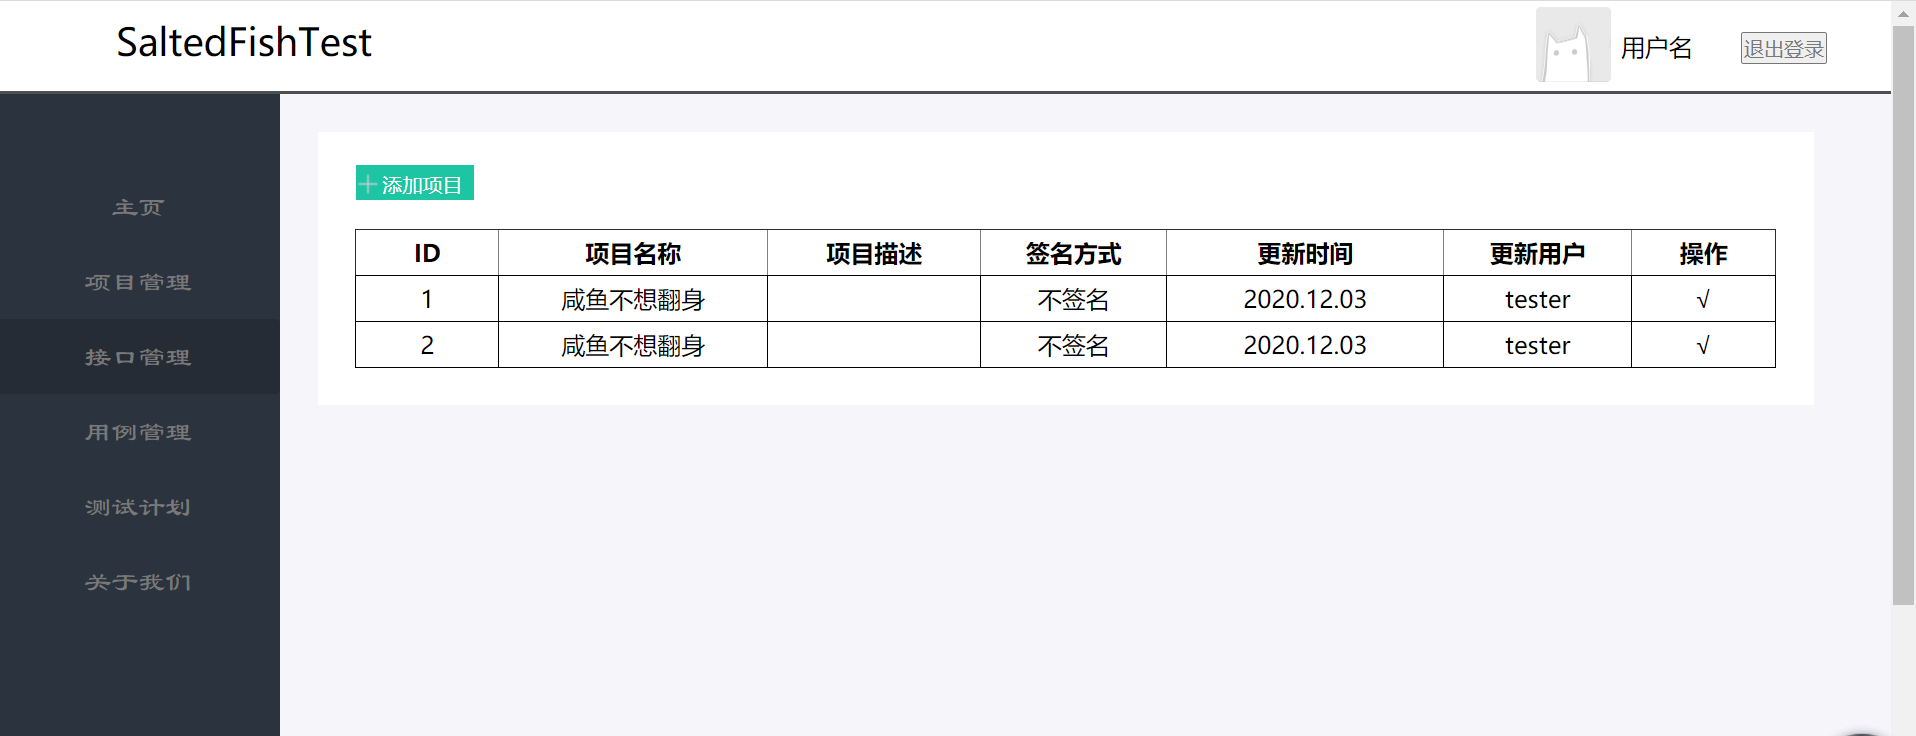 SaltedFishTest
用户名
退出登录
主页
项目管理
接口管理
用例管理
测试计划
关于我们
添加项目
ID 项目名称 项目描述 签名方式 更新时间 更新用户 操作
1 咸鱼不想翻身 不签名 2020.12.03 tester √
2 咸鱼不想翻身 不签名 2020.12.03 tester √